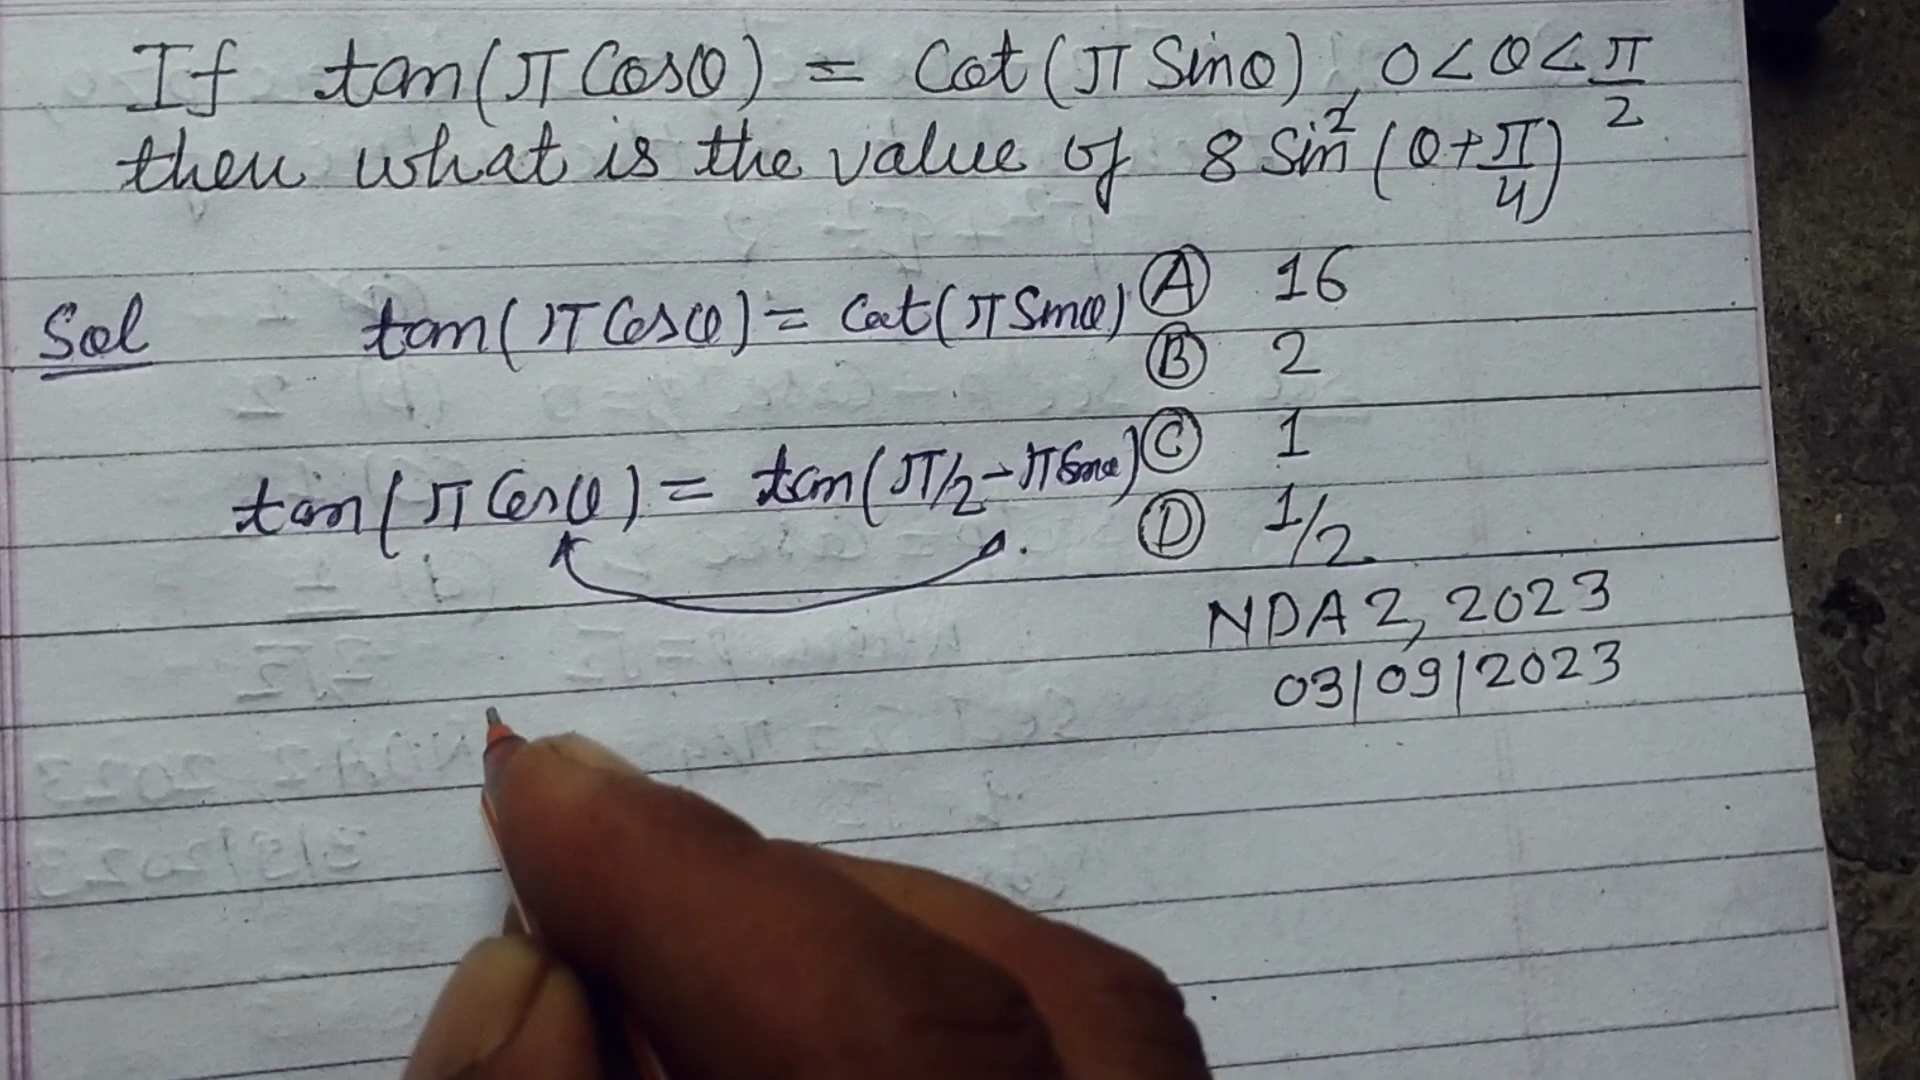 If tan(π Cosθ) = Cot(π Sinθ), 0<θ<π/2
then what is the value of 8 Sin²(θ+π/4)
Sol tan(π Cosθ) = Cot(π Sinθ) (A) 16
(B) 2
tan(π Cosθ) = tan(π/2 - π Sinθ) (C) 1
(D) 1/2
NDA 2, 2023
03|09|2023